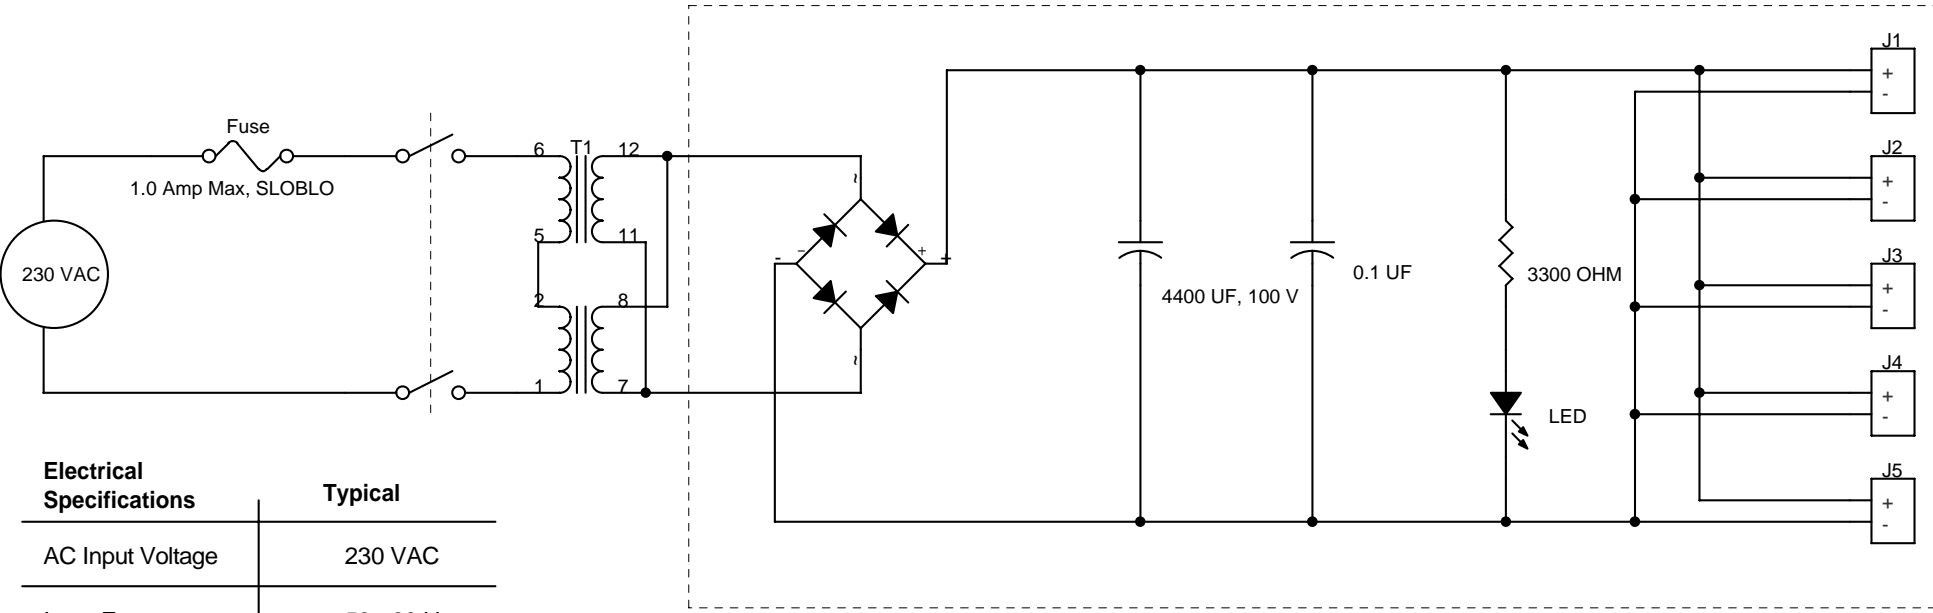 J1
+
-
Fuse
1.0 Amp Max, SLOBLO
6
T1
12
~
J2
+
-
5
11
-
+
-
+
230 VAC
0.1 UF
3300 OHM
J3
+
-
2
8
4400 UF, 100 V
~
J4
+
-
1
7
LED
J5
+
-
Electrical
Specifications
Typical
AC Input Voltage
230 VAC